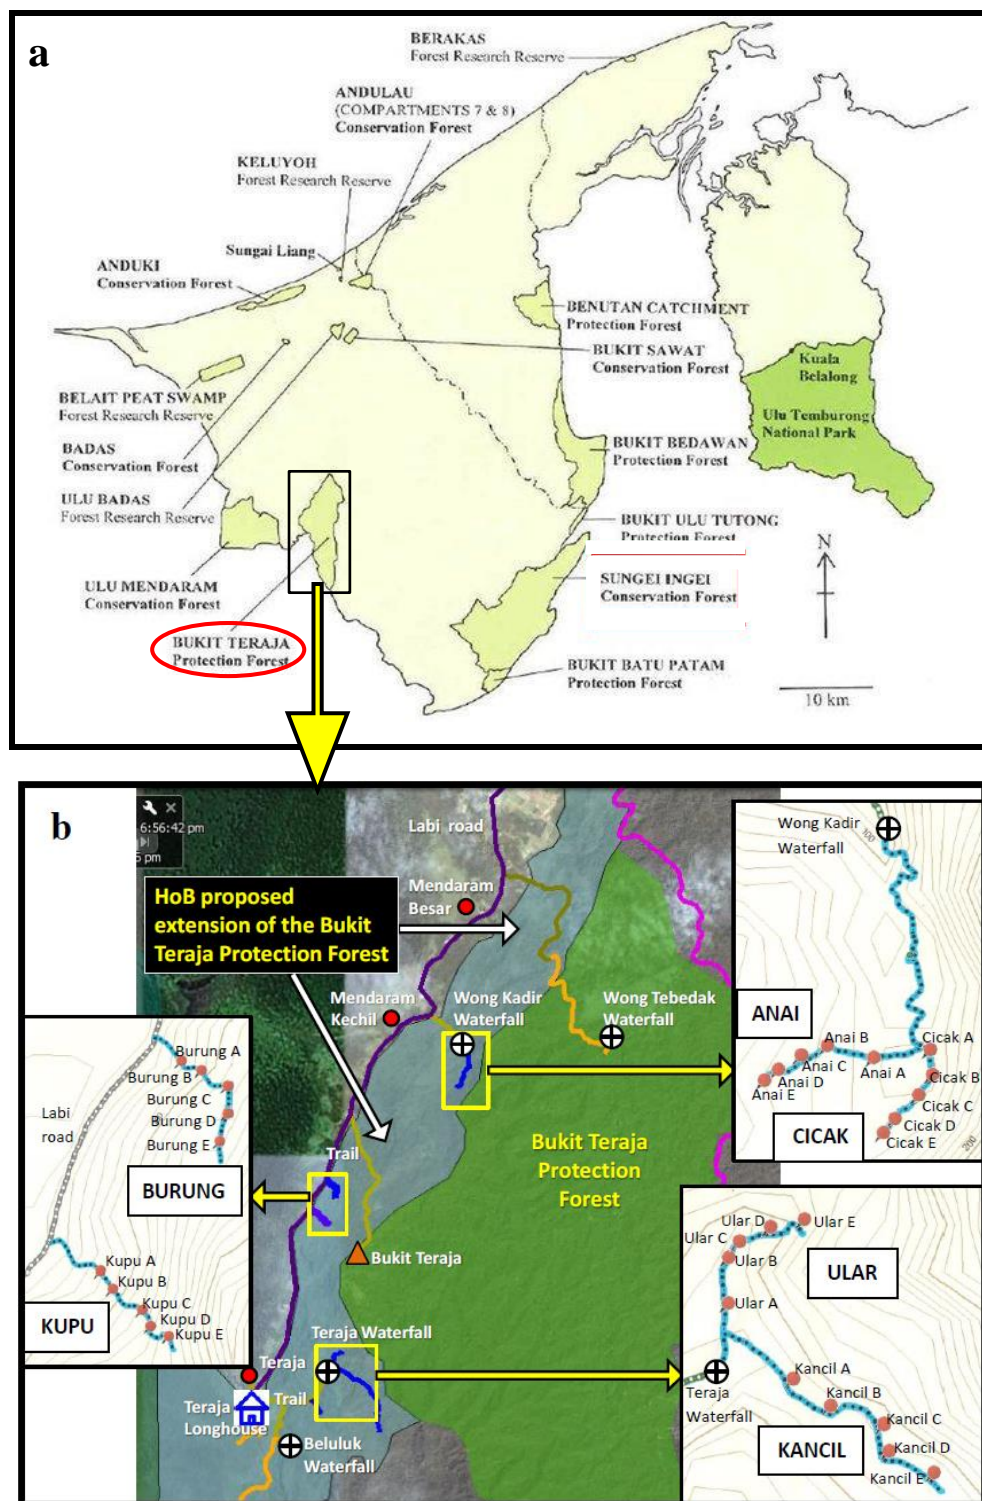 a
BERAKAS
Forest Research Reserve
ANDULAU
(COMPARTMENTS 7 & 8)
Conservation Forest
KELUYOH
Forest Research Reserve
Sungai Liang
ANDUKI
Conservation Forest
BENUTAN CATCHMENT
Protection Forest
BUKIT SAWAT
Conservation Forest
Kuala
Belalong
Ulu Temburong
National Park
BELAIT PEAT SWAMP
Forest Research Reserve
BADAS
Conservation Forest
BUKIT BEDAWAN
Protection Forest
ULU BADAS
Forest Research Reserve
BUKIT ULU TUTONG
Protection Forest
N
SUNGEI INGEI
Conservation Forest
ULU MENDARAM
Conservation Forest
BUKIT TERAJA
Protection Forest
BUKIT BATU PATAM
Protection Forest
10 km
b
6:56:42 pm
5 pm
Labi road
HoB proposed
extension of the Bukit
Teraja Protection Forest
Mendaram
Besar
Mendaram
Kechil
Wong Kadir
Waterfall
Wong Tebedak
Waterfall
Bukit Teraja
Protection
Forest
Trail
Bukit Teraja
Teraja Waterfall
Teraja
Teraja
Longhouse
Trail
Beluluk
Waterfall
Wong Kadir
Waterfall
100
ANAI
Anai B
Cicak A
Anai C
Anai A
Anai D
Cicak B
Anai E
Cicak C
Cicak D
CICAK
Cicak E
200
Burung A
Burung B
Burung C
Labi
road
Burung D
Burung E
BURUNG
Kupu A
Kupu B
Kupu C
Kupu D
Kupu E
KUPU
Ular D
Ular E
Ular C
Ular B
ULAR
Ular A
Kancil A
Teraja
Waterfall
Kancil B
Kancil C
Kancil D
KANCIL
Kancil E